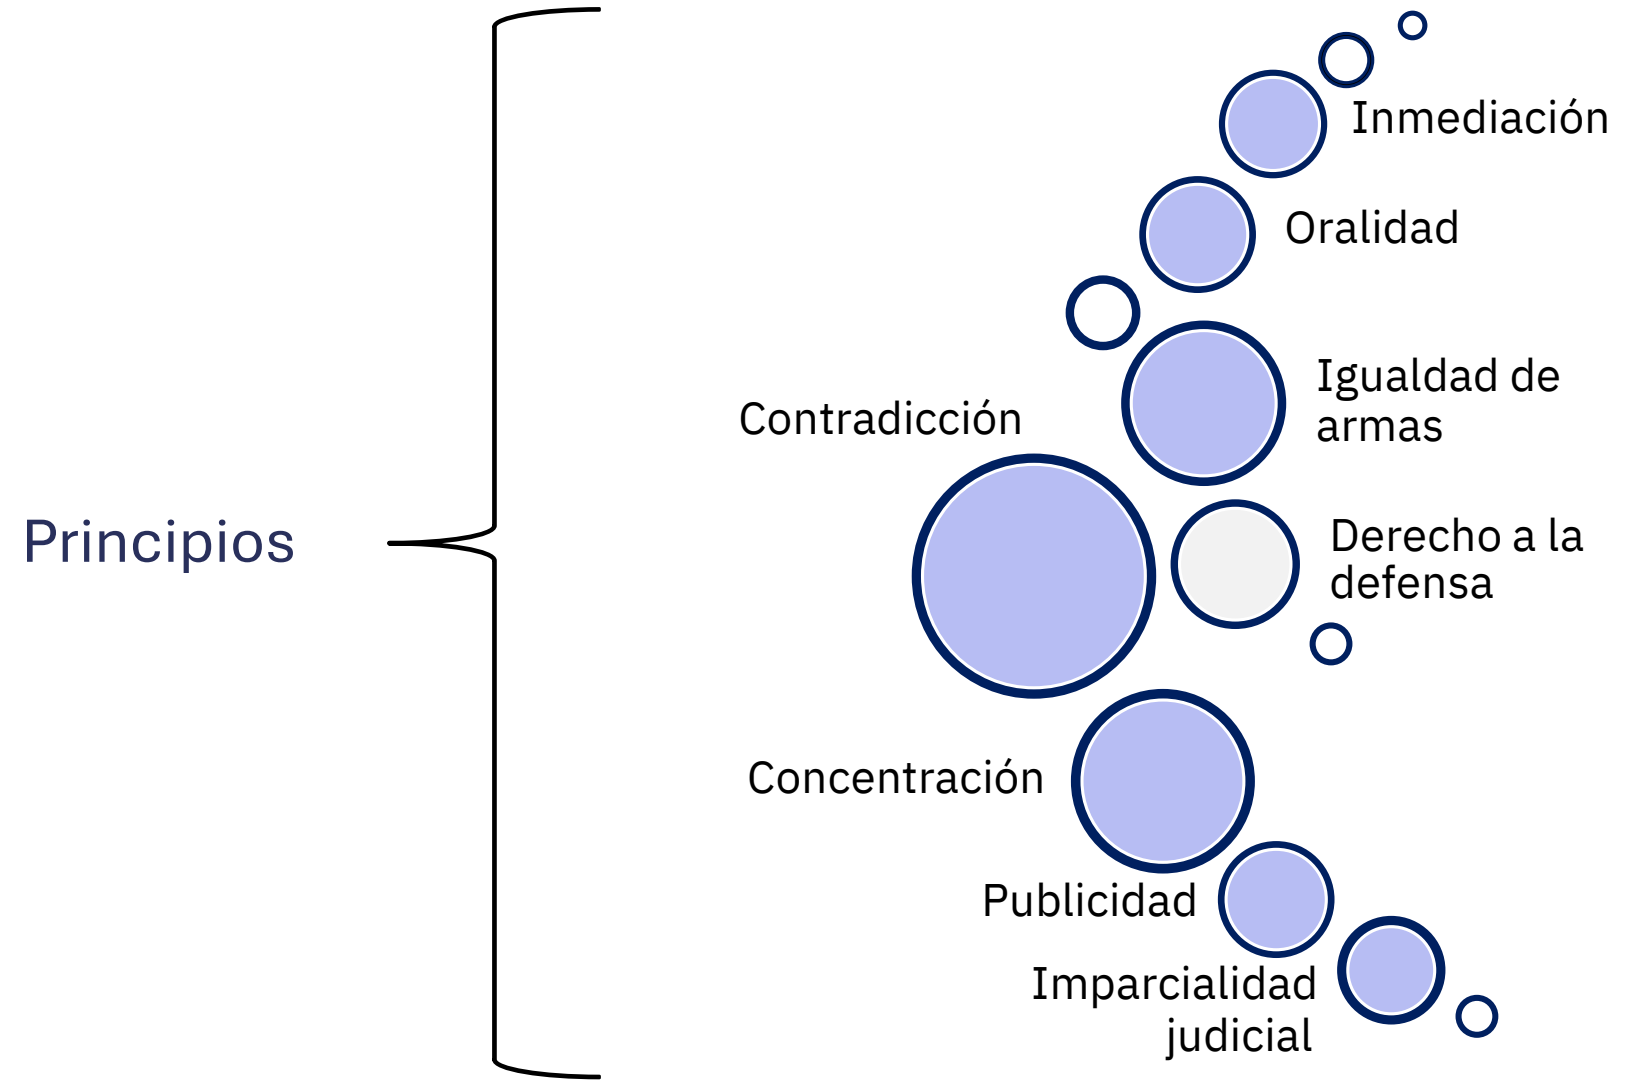 Principios
Inmediación
Oralidad
Igualdad de
armas
Contradicción
Derecho a la
defensa
Concentración
Publicidad
Imparcialidad
judicial